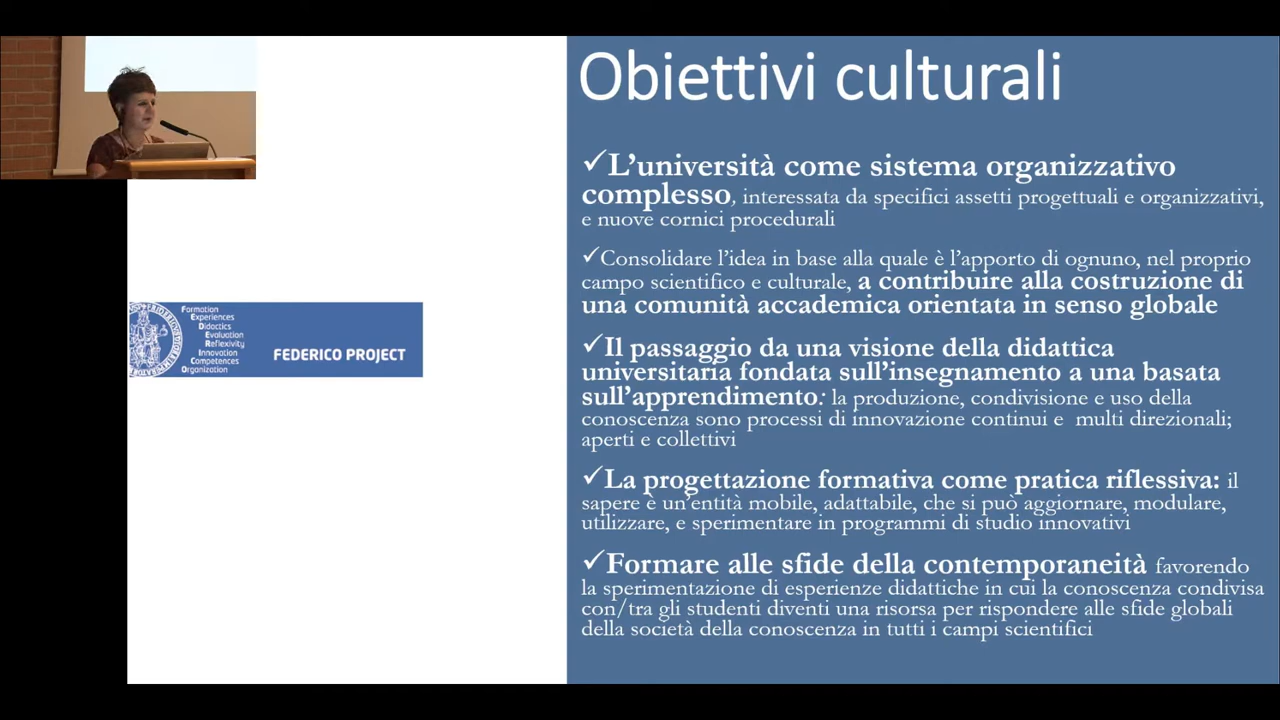 Obiettivi culturali
✓L’università come sistema organizzativo
complesso, interessata da specifici assetti progettuali e organizzativi,
e nuove cornici procedurali
✓Consolidare l’idea in base alla quale è l’apporto di ognuno, nel proprio
campo scientifico e culturale, a contribuire alla costruzione di
una comunità accademica orientata in senso globale
✓Il passaggio da una visione della didattica
universitaria fondata sull’insegnamento a una basata
sull’apprendimento: la produzione, condivisione e uso della
conoscenza sono processi di innovazione continui e multi direzionali;
aperti e collettivi
✓La progettazione formativa come pratica riflessiva: il
sapere è un’entità mobile, adattabile, che si può aggiornare, modulare,
utilizzare, e sperimentare in programmi di studio innovativi
✓Formare alle sfide della contemporaneità favorendo
la sperimentazione di esperienze didattiche in cui la conoscenza condivisa
con/tra gli studenti diventi una risorsa per rispondere alle sfide globali
della società della conoscenza in tutti i campi scientifici
Formation
Experiences
Didactics
Evaluation
Reflexivity
Innovation
Competences
Organization
FEDERICO PROJECT